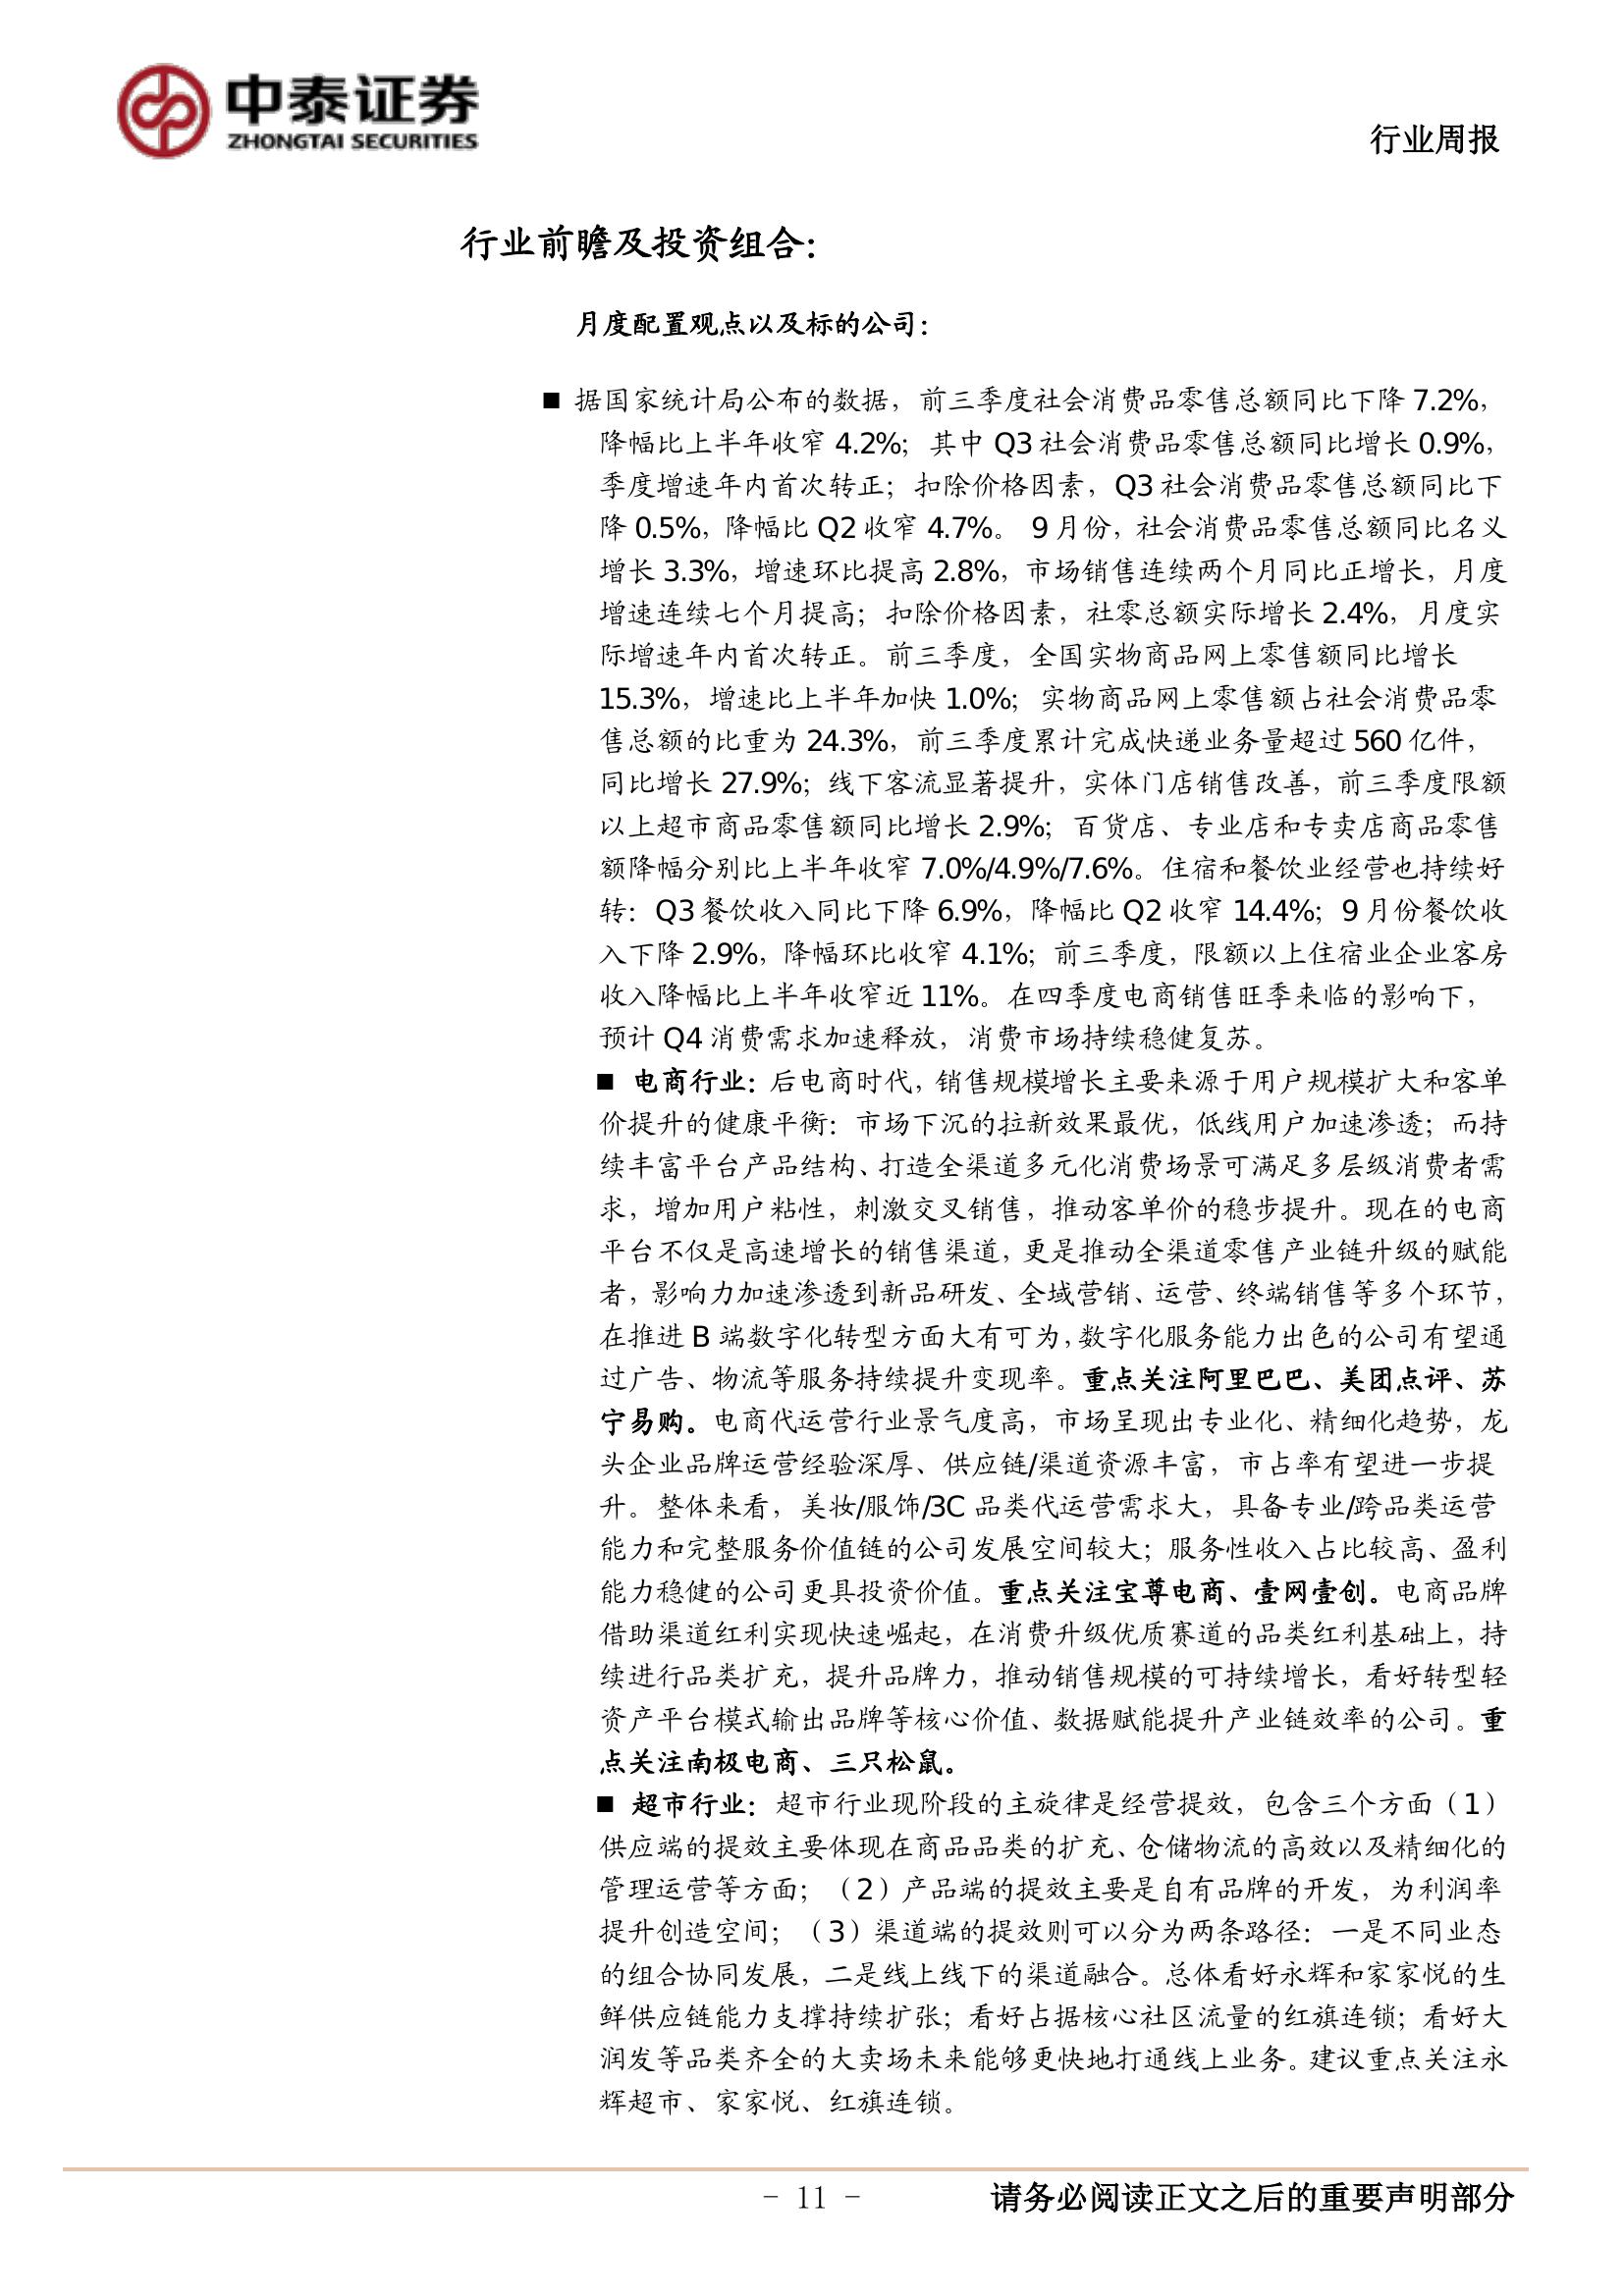 中泰证券
ZHONGTAI SECURITIES
行业周报
行业前瞻及投资组合：
月度配置观点以及标的公司：
■ 据国家统计局公布的数据，前三季度社会消费品零售总额同比下降 7.2%，
降幅比上半年收窄 4.2%；其中 Q3 社会消费品零售总额同比增长 0.9%，
季度增速年内首次转正；扣除价格因素，Q3 社会消费品零售总额同比下
降 0.5%，降幅比 Q2 收窄 4.7%。 9 月份，社会消费品零售总额同比名义
增长 3.3%，增速环比提高 2.8%，市场销售连续两个月同比正增长，月度
增速连续七个月提高；扣除价格因素，社零总额实际增长 2.4%，月度实
际增速年内首次转正。前三季度，全国实物商品网上零售额同比增长
15.3%，增速比上半年加快 1.0%；实物商品网上零售额占社会消费品零
售总额的比重为 24.3%，前三季度累计完成快递业务量超过 560 亿件，
同比增长 27.9%；线下客流显著提升，实体门店销售改善，前三季度限额
以上超市商品零售额同比增长 2.9%；百货店、专业店和专卖店商品零售
额降幅分别比上半年收窄 7.0%/4.9%/7.6%。住宿和餐饮业经营也持续好
转：Q3 餐饮收入同比下降 6.9%，降幅比 Q2 收窄 14.4%；9 月份餐饮收
入下降 2.9%，降幅环比收窄 4.1%；前三季度，限额以上住宿业企业客房
收入降幅比上半年收窄近 11%。在四季度电商销售旺季来临的影响下，
预计 Q4 消费需求加速释放，消费市场持续稳健复苏。
■ 电商行业：后电商时代，销售规模增长主要来源于用户规模扩大和客单
价提升的健康平衡：市场下沉的拉新效果最优，低线用户加速渗透；而持
续丰富平台产品结构、打造全渠道多元化消费场景可满足多层级消费者需
求，增加用户粘性，刺激交叉销售，推动客单价的稳步提升。现在的电商
平台不仅是高速增长的销售渠道，更是推动全渠道零售产业链升级的赋能
者，影响力加速渗透到新品研发、全域营销、运营、终端销售等多个环节，
在推进 B 端数字化转型方面大有可为，数字化服务能力出色的公司有望通
过广告、物流等服务持续提升变现率。重点关注阿里巴巴、美团点评、苏
宁易购。电商代运营行业景气度高，市场呈现出专业化、精细化趋势，龙
头企业品牌运营经验深厚、供应链/渠道资源丰富，市占率有望进一步提
升。整体来看，美妆/服饰/3C 品类代运营需求大，具备专业/跨品类运营
能力和完整服务价值链的公司发展空间较大；服务性收入占比较高、盈利
能力稳健的公司更具投资价值。重点关注宝尊电商、壹网壹创。电商品牌
借助渠道红利实现快速崛起，在消费升级优质赛道的品类红利基础上，持
续进行品类扩充，提升品牌力，推动销售规模的可持续增长，看好转型轻
资产平台模式输出品牌等核心价值、数据赋能提升产业链效率的公司。重
点关注南极电商、三只松鼠。
■ 超市行业：超市行业现阶段的主旋律是经营提效，包含三个方面（1）
供应端的提效主要体现在商品品类的扩充、仓储物流的高效以及精细化的
管理运营等方面；（2）产品端的提效主要是自有品牌的开发，为利润率
提升创造空间；（3）渠道端的提效则可以分为两条路径：一是不同业态
的组合协同发展，二是线上线下的渠道融合。总体看好永辉和家家悦的生
鲜供应链能力支撑持续扩张；看好占据核心社区流量的红旗连锁；看好大
润发等品类齐全的大卖场未来能够更快地打通线上业务。建议重点关注永
辉超市、家家悦、红旗连锁。
- 11 -
请务必阅读正文之后的重要声明部分